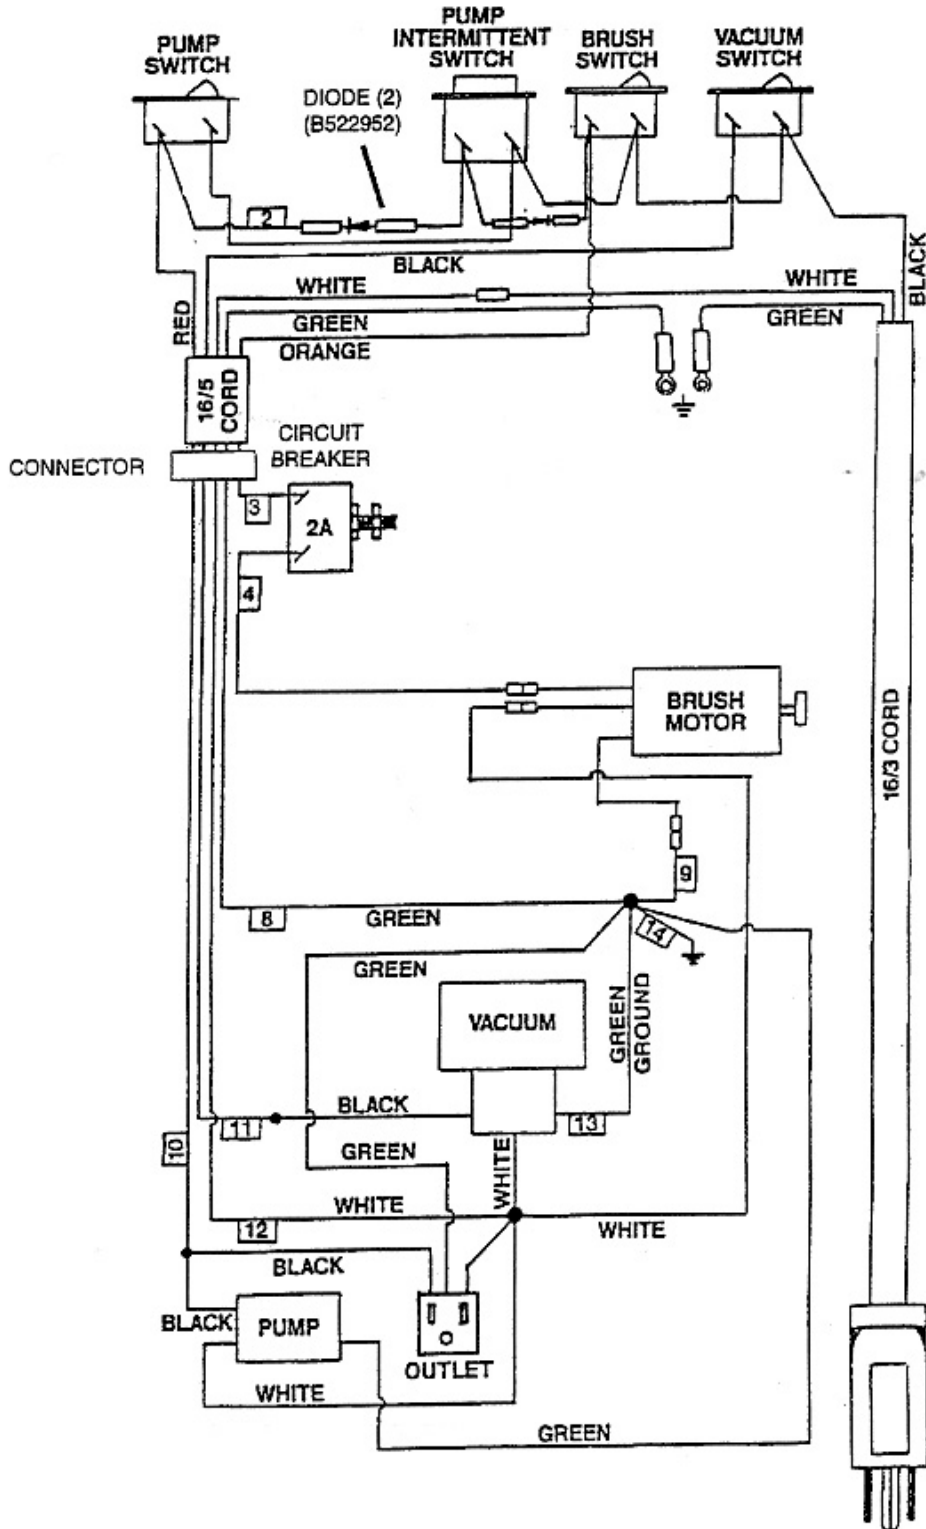 PUMP
SWITCH
PUMP
INTERMITTENT
SWITCH
BRUSH
SWITCH
VACUUM
SWITCH
DIODE (2)
(B522952)
2
BLACK
WHITE
WHITE
BLACK
RED
GREEN
GREEN
ORANGE
16/5
CORD
CONNECTOR
CIRCUIT
BREAKER
3
2A
4
BRUSH
MOTOR
16/3 CORD
9
8
GREEN
14
GREEN
GREEN
GROUND
VACUUM
BLACK
11
13
10
GREEN
WHITE
WHITE
12
WHITE
BLACK
BLACK
PUMP
OUTLET
WHITE
GREEN